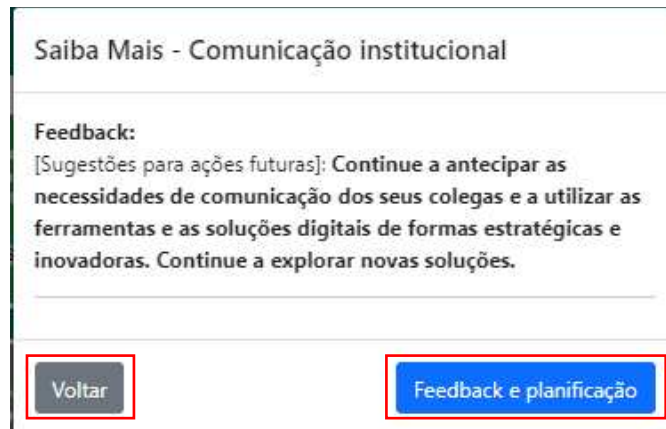 Saiba Mais - Comunicação institucional
Feedback:
[Sugestões para ações futuras]: Continue a antecipar as
necessidades de comunicação dos seus colegas e a utilizar as
ferramentas e as soluções digitais de formas estratégicas e
inovadoras. Continue a explorar novas soluções.
Voltar
Feedback e planificação